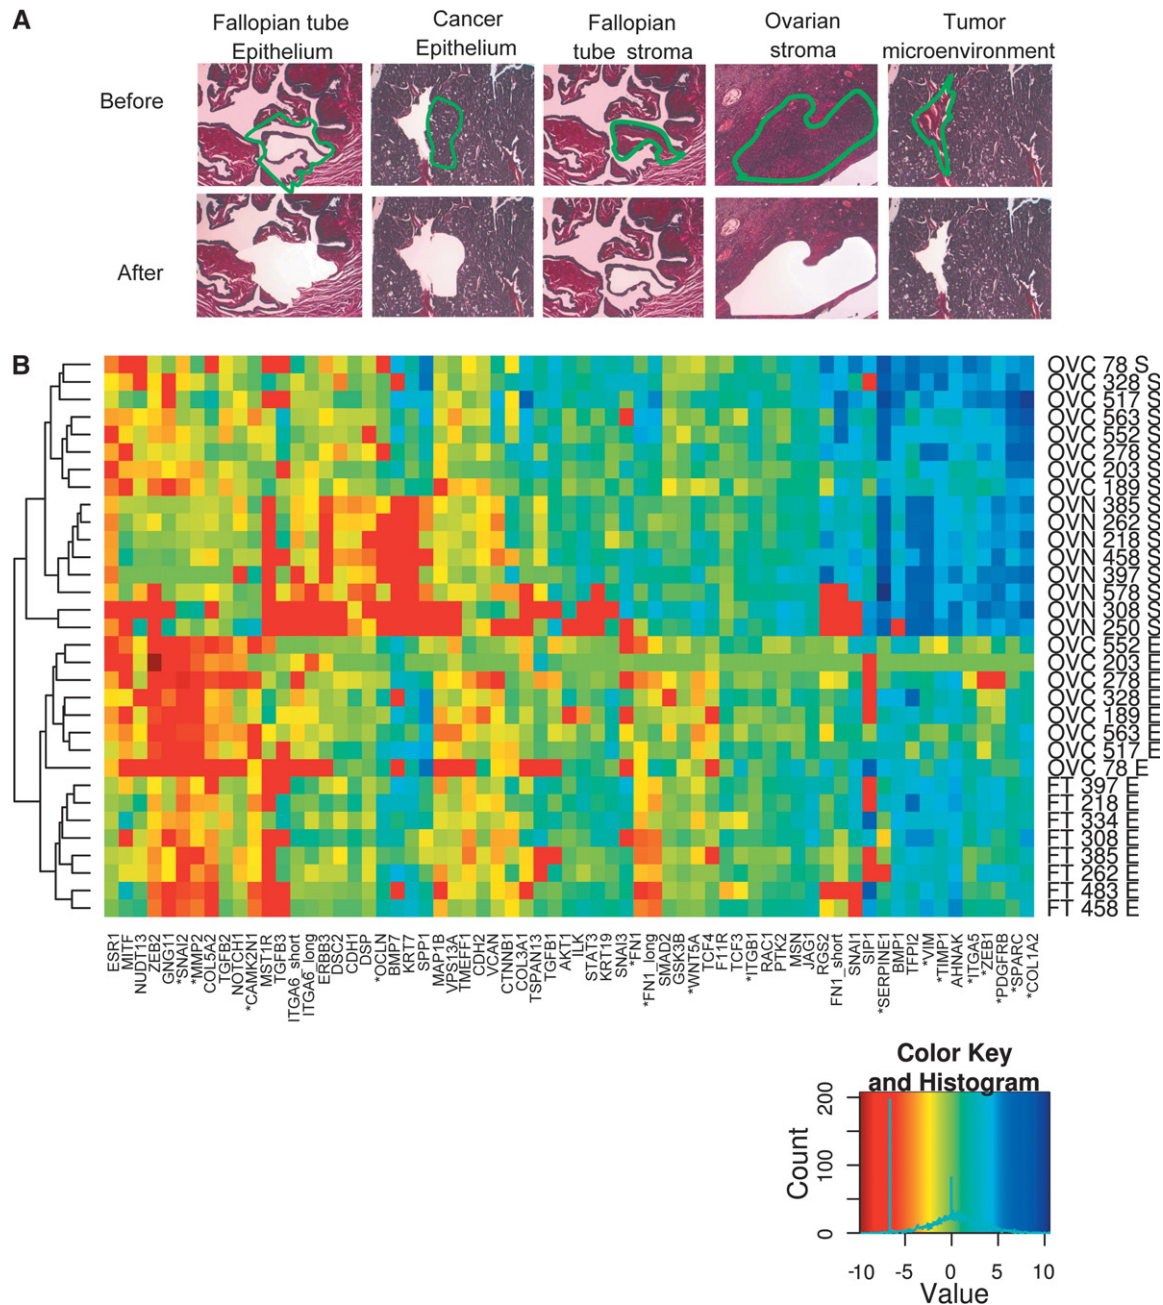 A
Fallopian tube
Epithelium
Cancer
Epithelium
Fallopian
tube stroma
Ovarian
stroma
Tumor
microenvironment
Before
After
B
OVC 78 S
OVC 328 S
OVC 517 S
OVC 563 S
OVC 552 S
OVC 278 S
OVC 203 S
OVC 189 S
OVN 385 S
OVN 262 S
OVN 218 S
OVN 458 S
OVN 397 S
OVN 578 S
OVN 308 S
OVN 250 S
OVC 552 E
OVC 203 E
OVC 278 E
OVC 328 E
OVC 189 E
OVC 563 E
OVC 517 E
OVC 78 E
FT 397 E
FT 218 E
FT 334 E
FT 308 E
FT 385 E
FT 262 E
FT 483 E
FT 458 E
ESR1
MITF
NUDT13
ZEB2
GNG11
*SNAI2
*MMP2
COL5A2
TGFB2
NOTCH1
*CAMK2N1
MST1R
TGFB3
ITGA6_short
ITGA6_long
ERBB3
DSC2
CDH1
DSP
*OCLN
BMP7
KRT7
SPP1
MAP1B
VPS13A
TMEFF1
CDH2
VCAN
CTNNB1
COL3A1
TSPAN13
TGFB1
AKT1
ILK
STAT3
KRT19
SNAI3
*FN1
*FN1_long
SMAD2
GSK3B
*WNT5A
TCF4
F11R
TCF3
*ITGB1
RAC1
PTK2
MSN
JAG1
RGS2
FN1_short
SNAI1
SIP1
*SERPINE1
BMP1
TFPI2
*VIM
*TIMP1
AHNAK
*ITGA5
*ZEB1
*PDGFRB
*SPARC
*COL1A2
Color Key
and Histogram
Count
0
100
200
-10
-5
0
5
10
Value